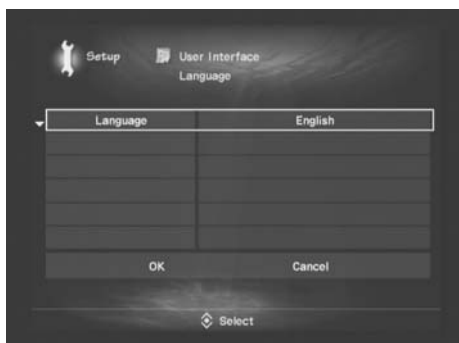 Setup User Interface
Language
Language English
OK Cancel
Select